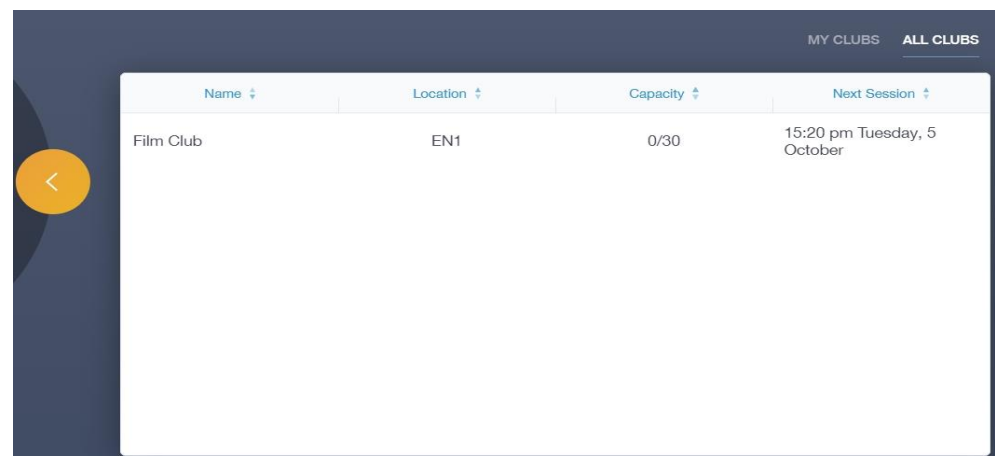 MY CLUBS ALL CLUBS
Name Location Capacity Next Session
Film Club EN1 0/30 15:20 pm Tuesday, 5
October